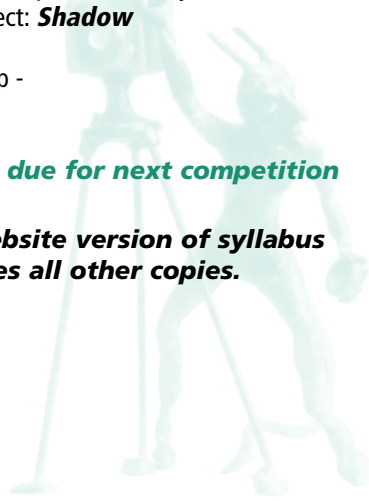 ect: Shadow
o -
due for next competition
ebsite version of syllabus
es all other copies.